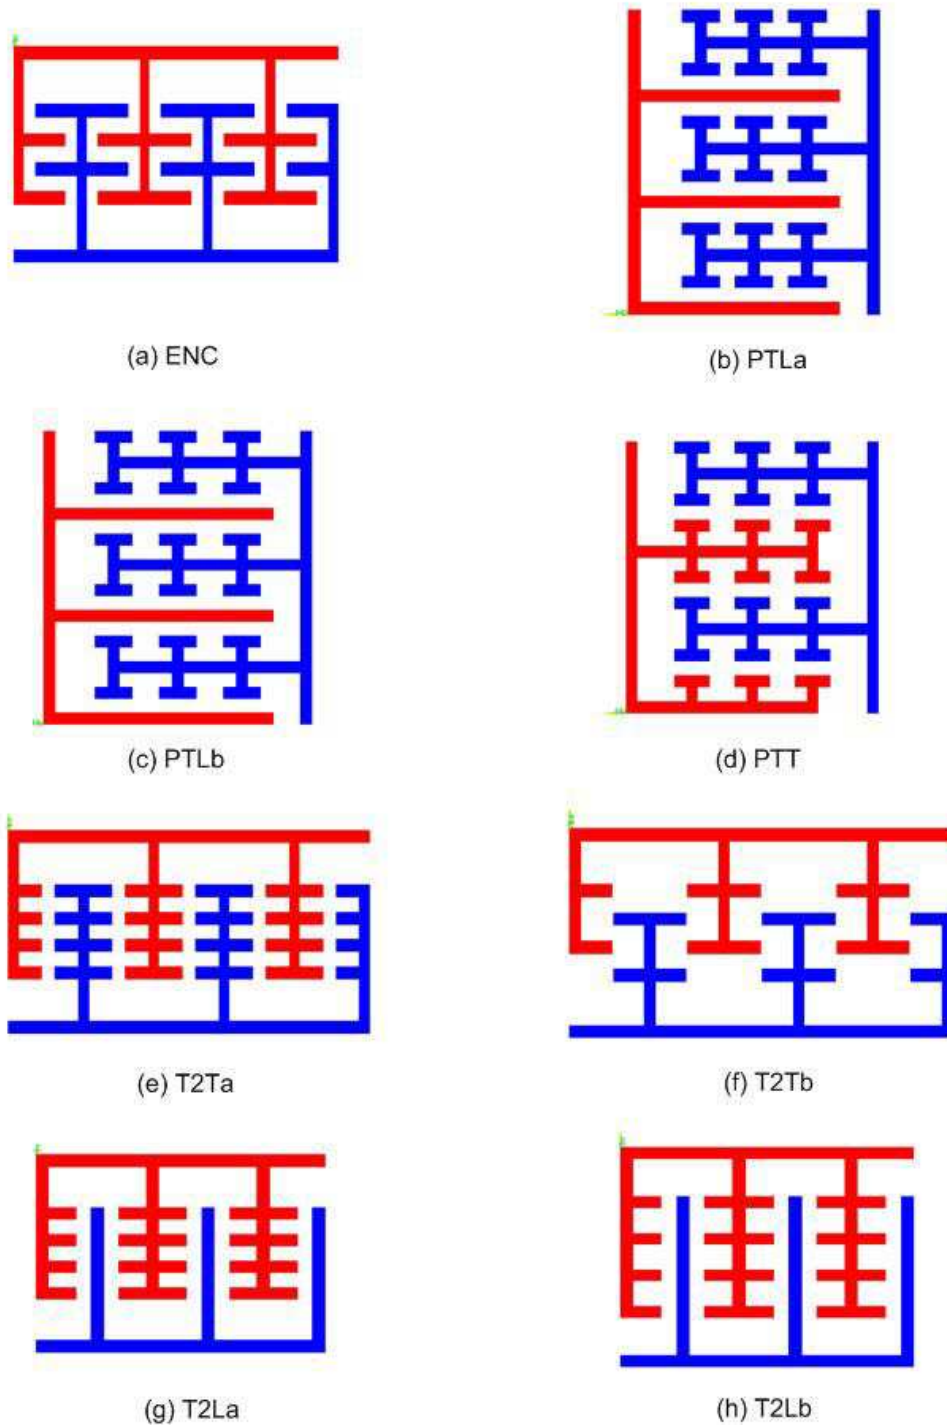 (a) ENC
(b) PTLa
(c) PTLb
(d) PTT
(e) T2Ta
(f) T2Tb
(g) T2La
(h) T2Lb